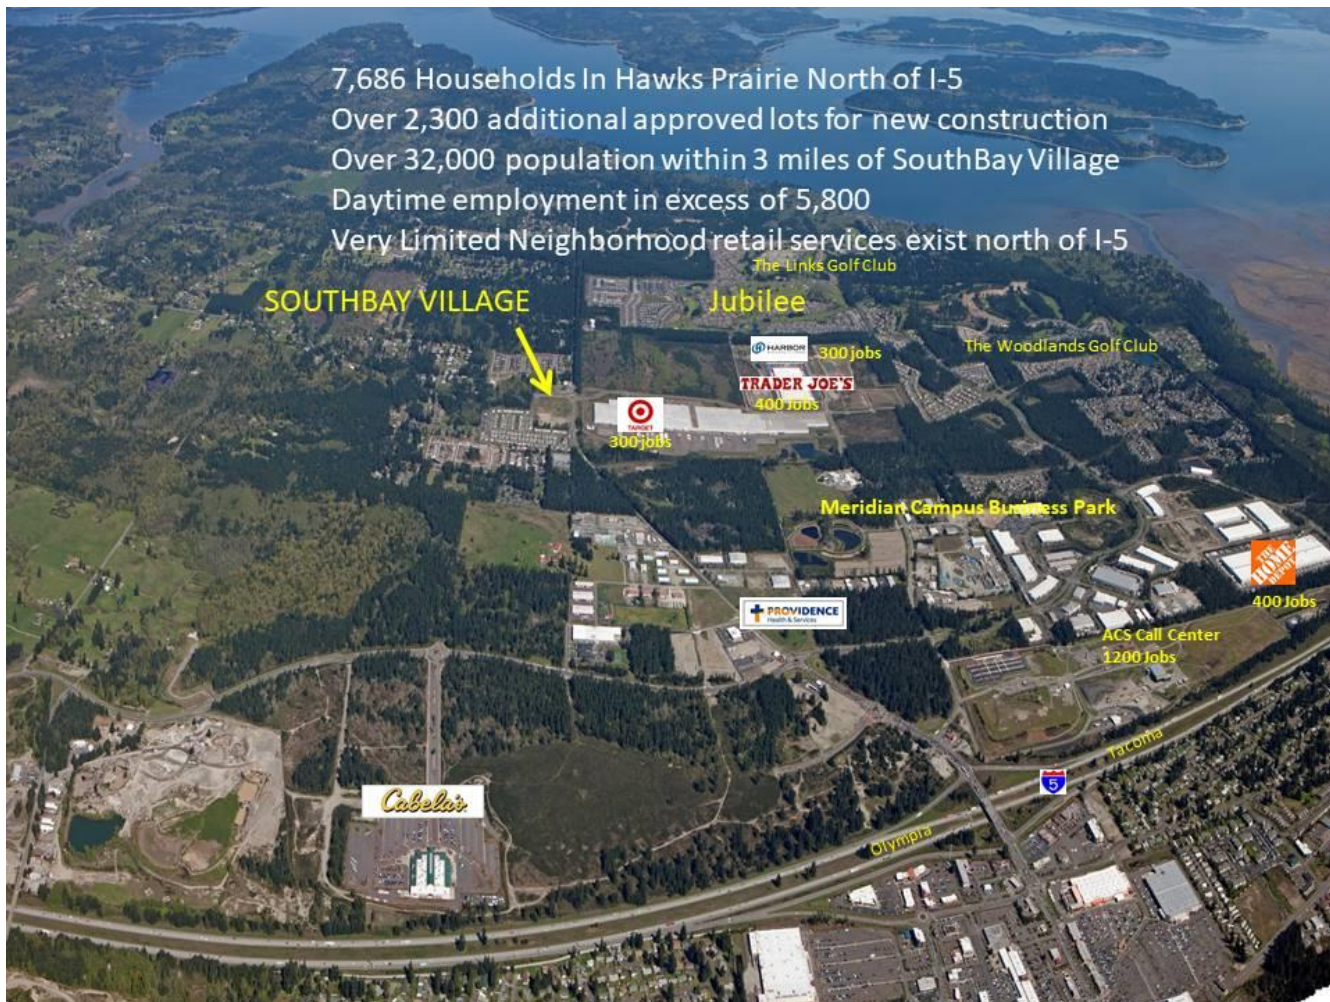 7,686 Households In Hawks Prairie North of I-5
Over 2,300 additional approved lots for new construction
Over 32,000 population within 3 miles of SouthBay Village
Daytime employment in excess of 5,800
Very Limited Neighborhood retail services exist north of I-5
The Links Golf Club
SOUTHBAY VILLAGE
Jubilee
HARBOR
300 jobs
The Woodlands Golf Club
TRADER JOE'S
400 Jobs
TARGET
300 jobs
Meridian Campus Business Park
THE HOME DEPOT
400 Jobs
PROVIDENCE
Health & Services
ACS Call Center
1200 Jobs
Tacoma
5
Cabela's
Olympia